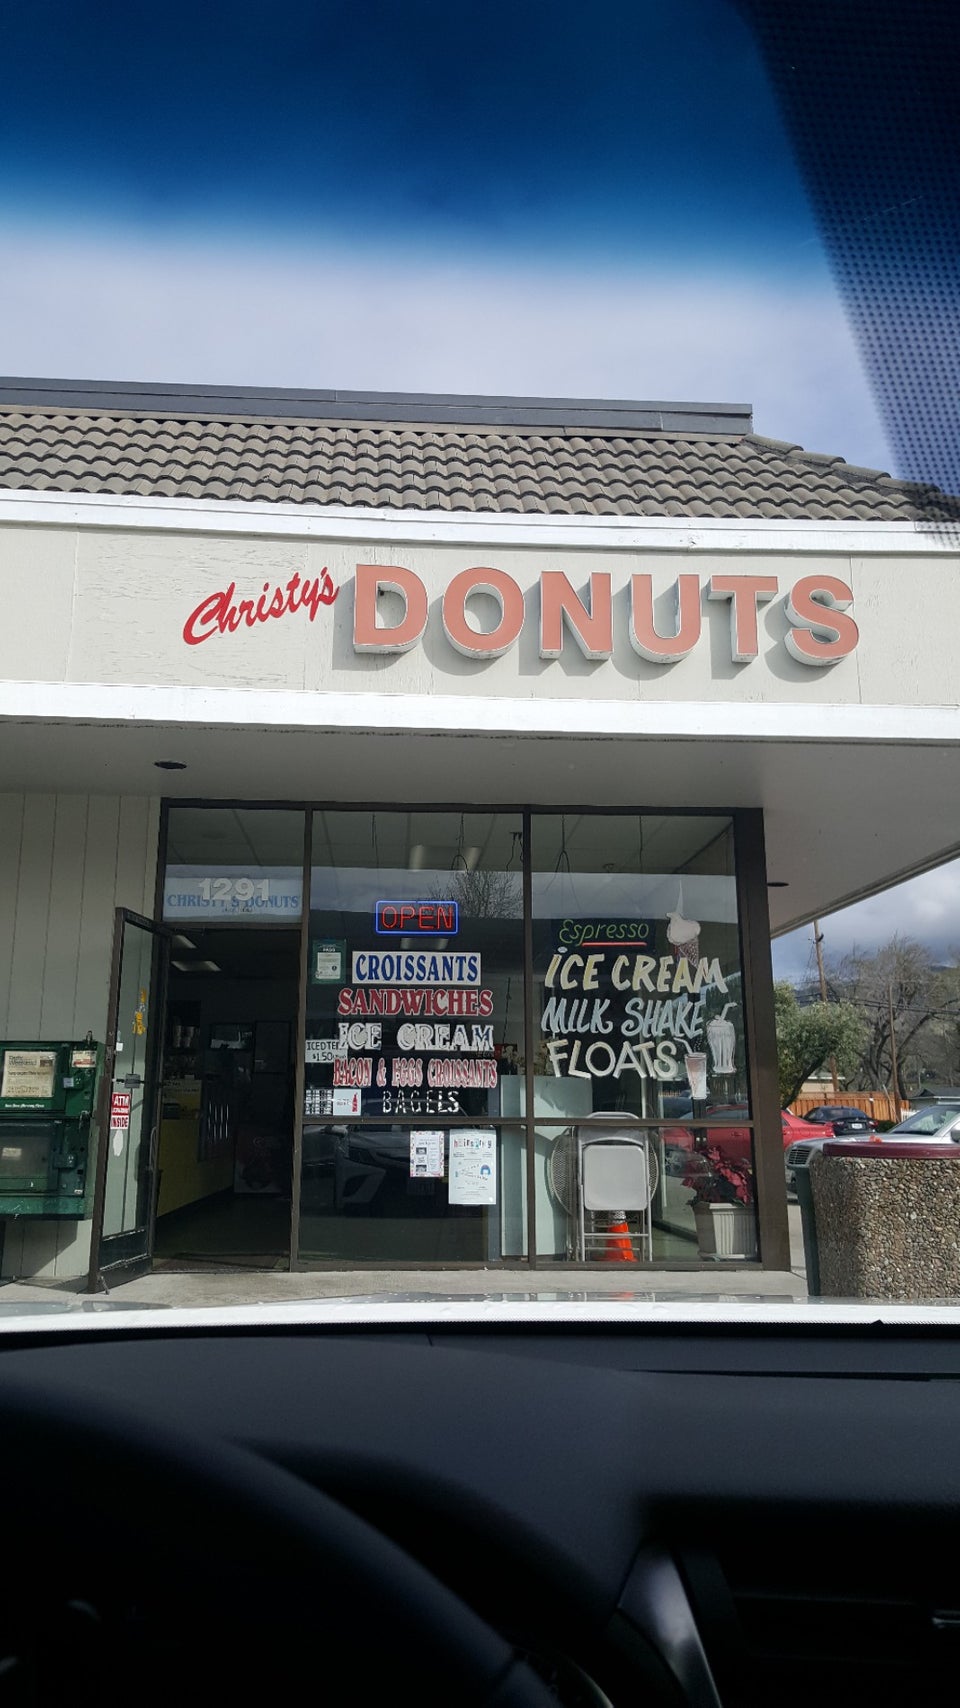 Christy's DONUTS
1291
CHRISTY'S DONUTS
OPEN
Espresso
CROISSANTS
SANDWICHES
ICE CREAM
ICED TEA
$1.50
BACON & EGGS CROISSANTS
BAGELS
ICE CREAM
MILK SHAKE
FLOATS
ATM
INSIDE